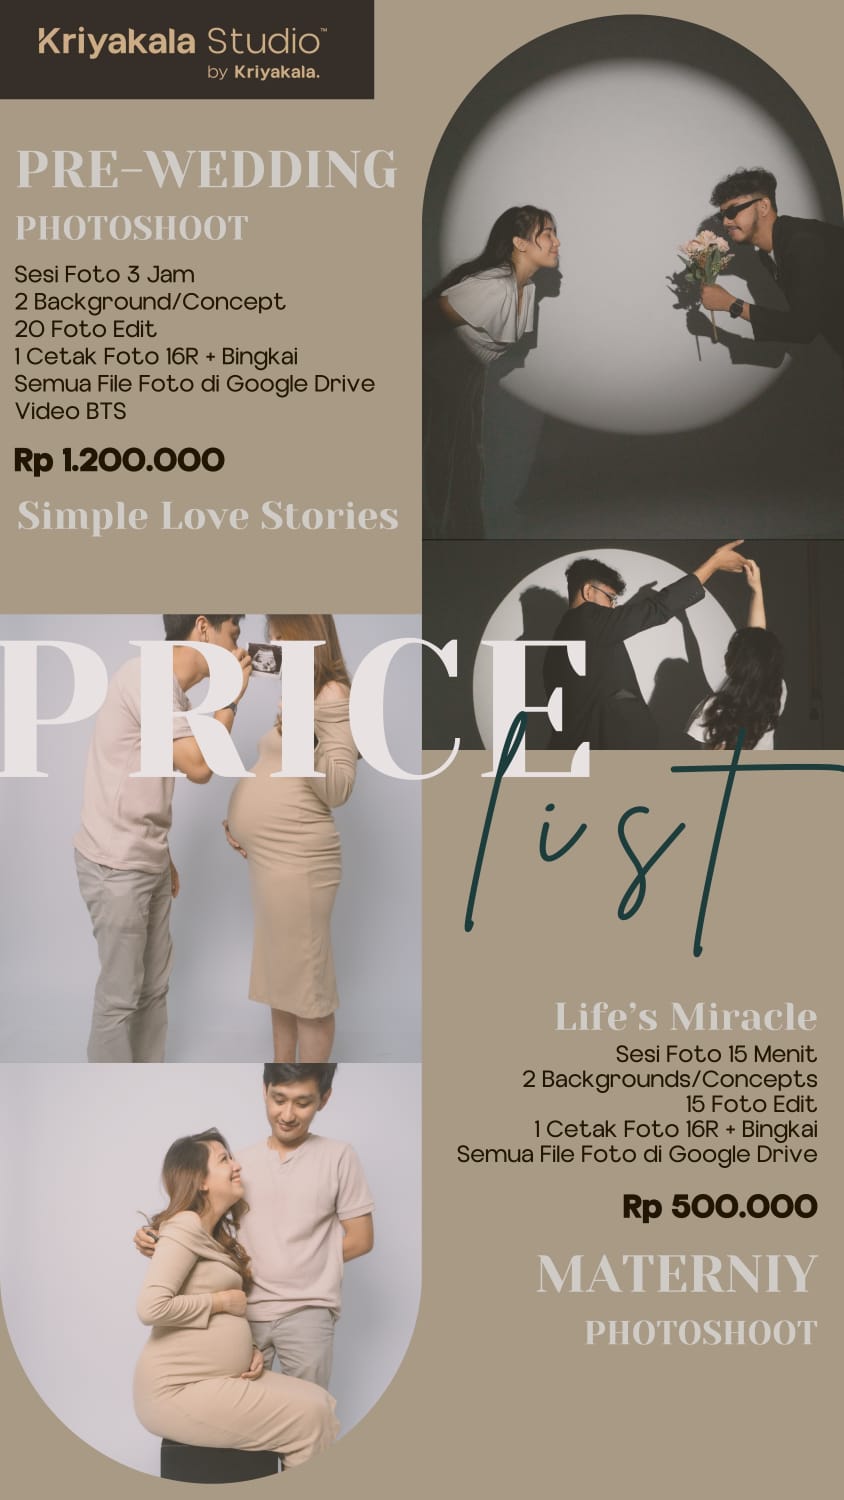 Kriyakala Studio™
by Kriyakala.
PRE-WEDDING
PHOTOSHOOT
Sesi Foto 3 Jam
2 Background/Concept
20 Foto Edit
1 Cetak Foto 16R + Bingkai
Semua File Foto di Google Drive
Video BTS
Rp 1.200.000
Simple Love Stories
PRICE
list
Life's Miracle
Sesi Foto 15 Menit
2 Backgrounds/Concepts
15 Foto Edit
1 Cetak Foto 16R + Bingkai
Semua File Foto di Google Drive
Rp 500.000
MATERNIY
PHOTOSHOOT